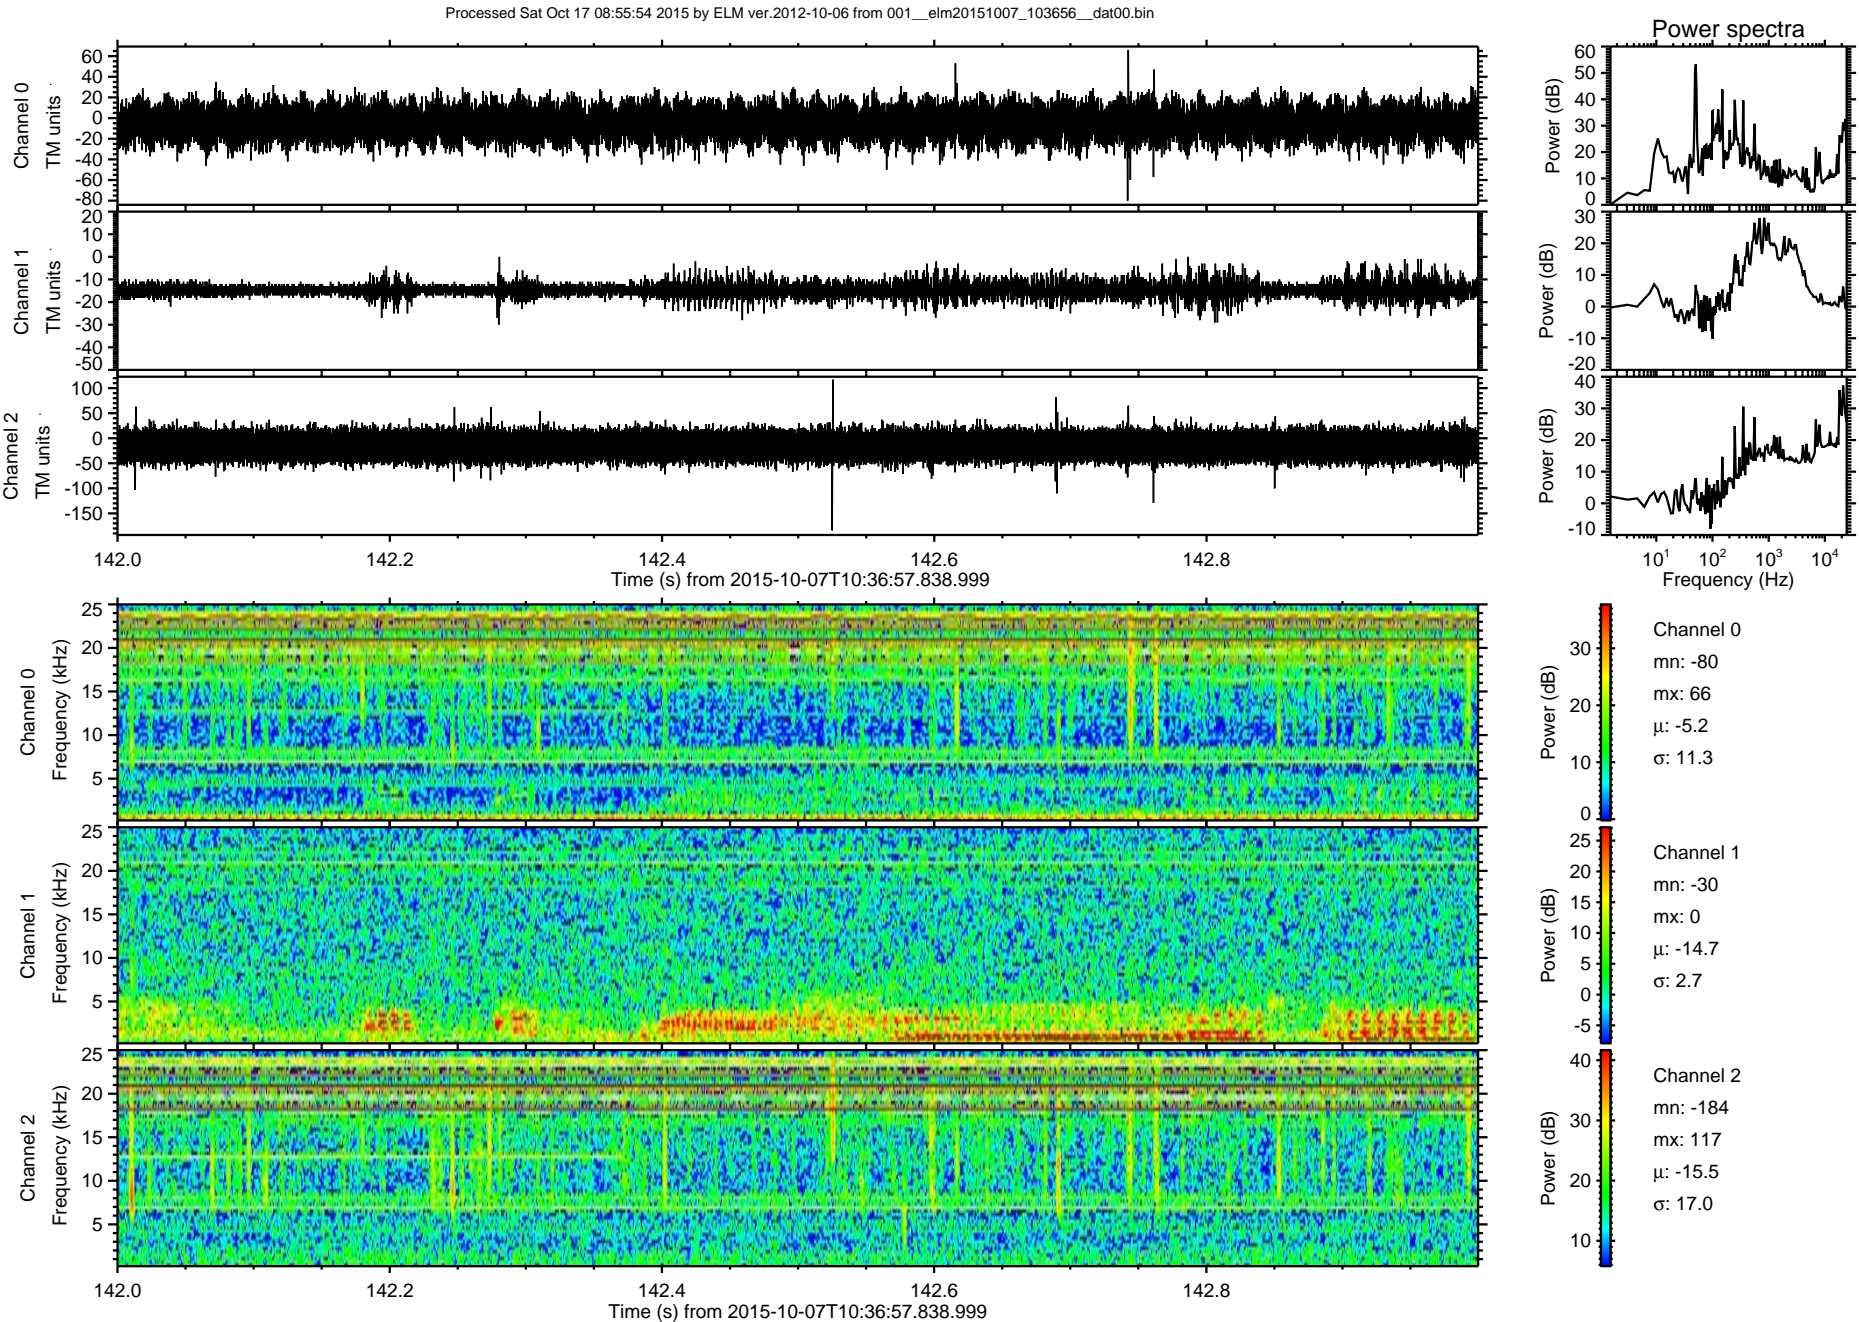 Processed Sat Oct 17 08:55:54 2015 by ELM ver.2012-10-06 from 001__elm20151007_103656__dat00.bin
Power spectra
Channel 0
TM units
60
40
20
0
-20
-40
-60
-80
Power (dB)
60
50
40
30
20
10
0
Channel 1
TM units
20
10
0
-10
-20
-30
-40
-50
Power (dB)
30
20
10
0
-10
-20
Channel 2
TM units
100
50
0
-50
-100
-150
Power (dB)
40
30
20
10
0
-10
142.0 142.2 142.4 142.6 142.8
Time (s) from 2015-10-07T10:36:57.838.999
10^1 10^2 10^3 10^4
Frequency (Hz)
Channel 0
Frequency (kHz)
25
20
15
10
5
Power (dB)
30
20
10
0
Channel 0
mn: -80
mx: 66
μ: -5.2
σ: 11.3
Channel 1
Frequency (kHz)
25
20
15
10
5
Power (dB)
25
20
15
10
5
0
-5
Channel 1
mn: -30
mx: 0
μ: -14.7
σ: 2.7
Channel 2
Frequency (kHz)
25
20
15
10
5
Power (dB)
40
30
20
10
Channel 2
mn: -184
mx: 117
μ: -15.5
σ: 17.0
142.0 142.2 142.4 142.6 142.8
Time (s) from 2015-10-07T10:36:57.838.999